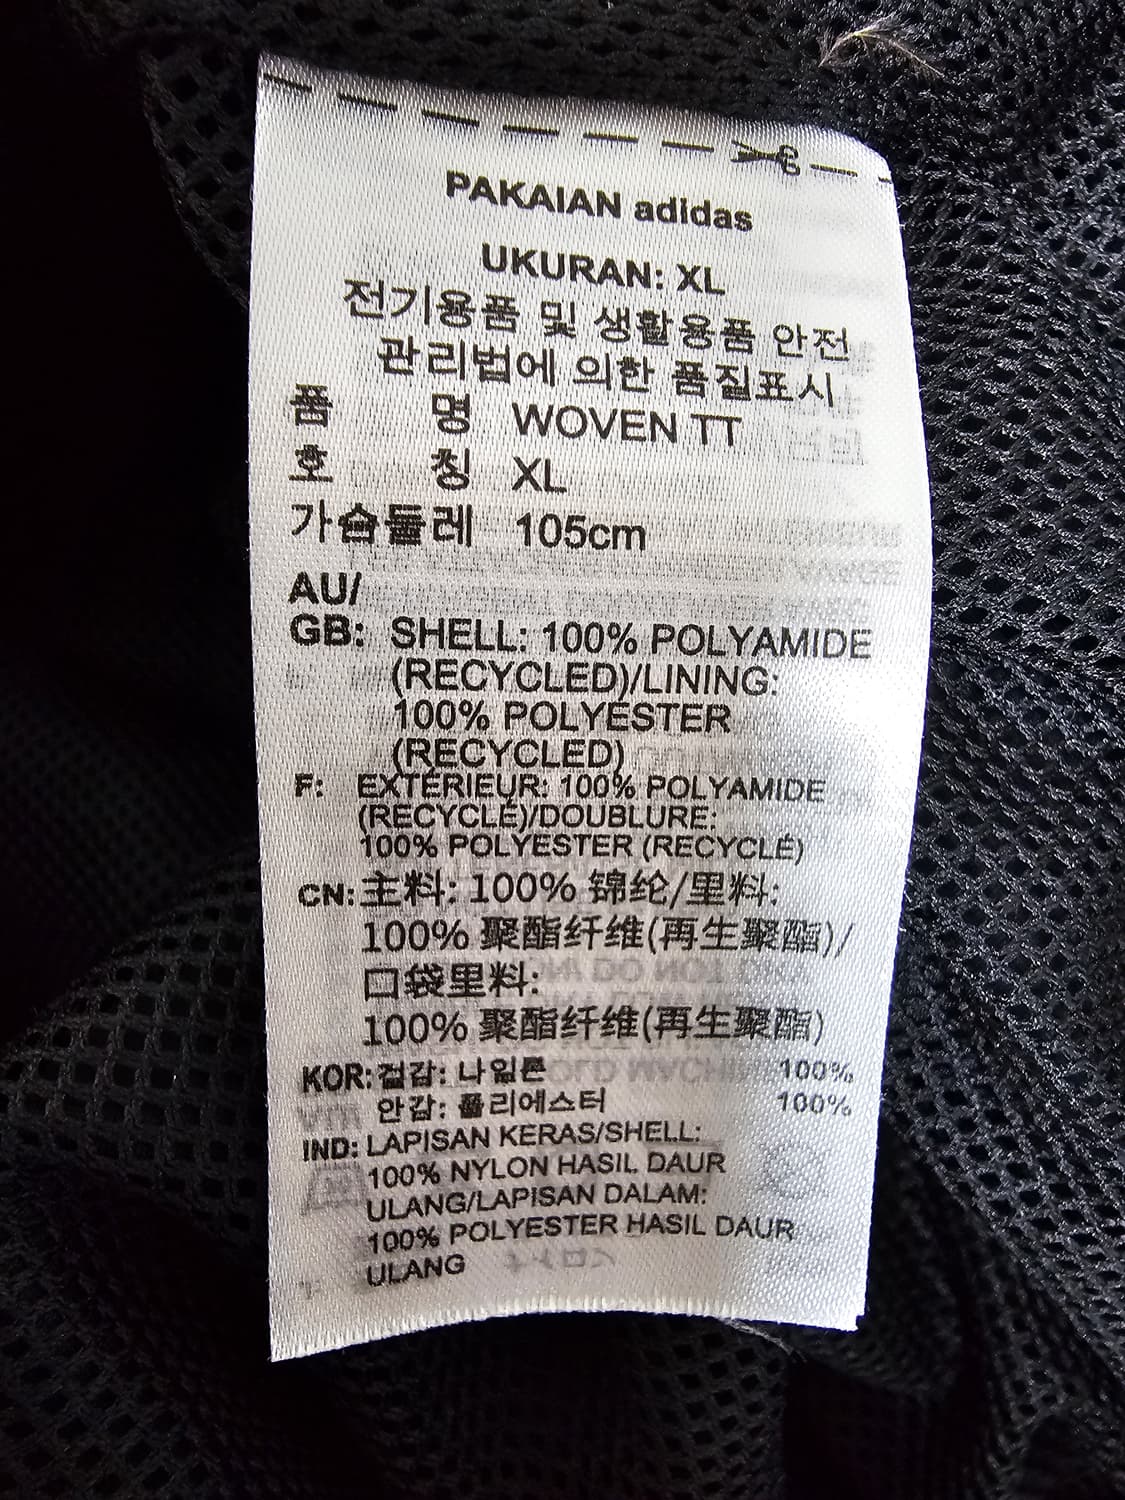 PAKAIAN adidas
UKURAN: XL
전기용품 및 생활용품 안전
관리법에 의한 품질표시
품 명 WOVEN TT
호 칭 XL
가슴둘레 105cm
AU/
GB: SHELL: 100% POLYAMIDE
(RECYCLED)/LINING:
100% POLYESTER
(RECYCLED)
F: EXTÉRIEUR: 100% POLYAMIDE
(RECYCLÉ)/DOUBLURE:
100% POLYESTER (RECYCLÉ)
CN: 主料: 100% 锦纶/里料:
100% 聚酯纤维(再生聚酯)/
口袋里料:
100% 聚酯纤维(再生聚酯)
KOR: 겉감: 나일론 100%
안감: 폴리에스터 100%
IND: LAPISAN KERAS/SHELL:
100% NYLON HASIL DAUR
ULANG/LAPISAN DALAM:
100% POLYESTER HASIL DAUR
ULANG